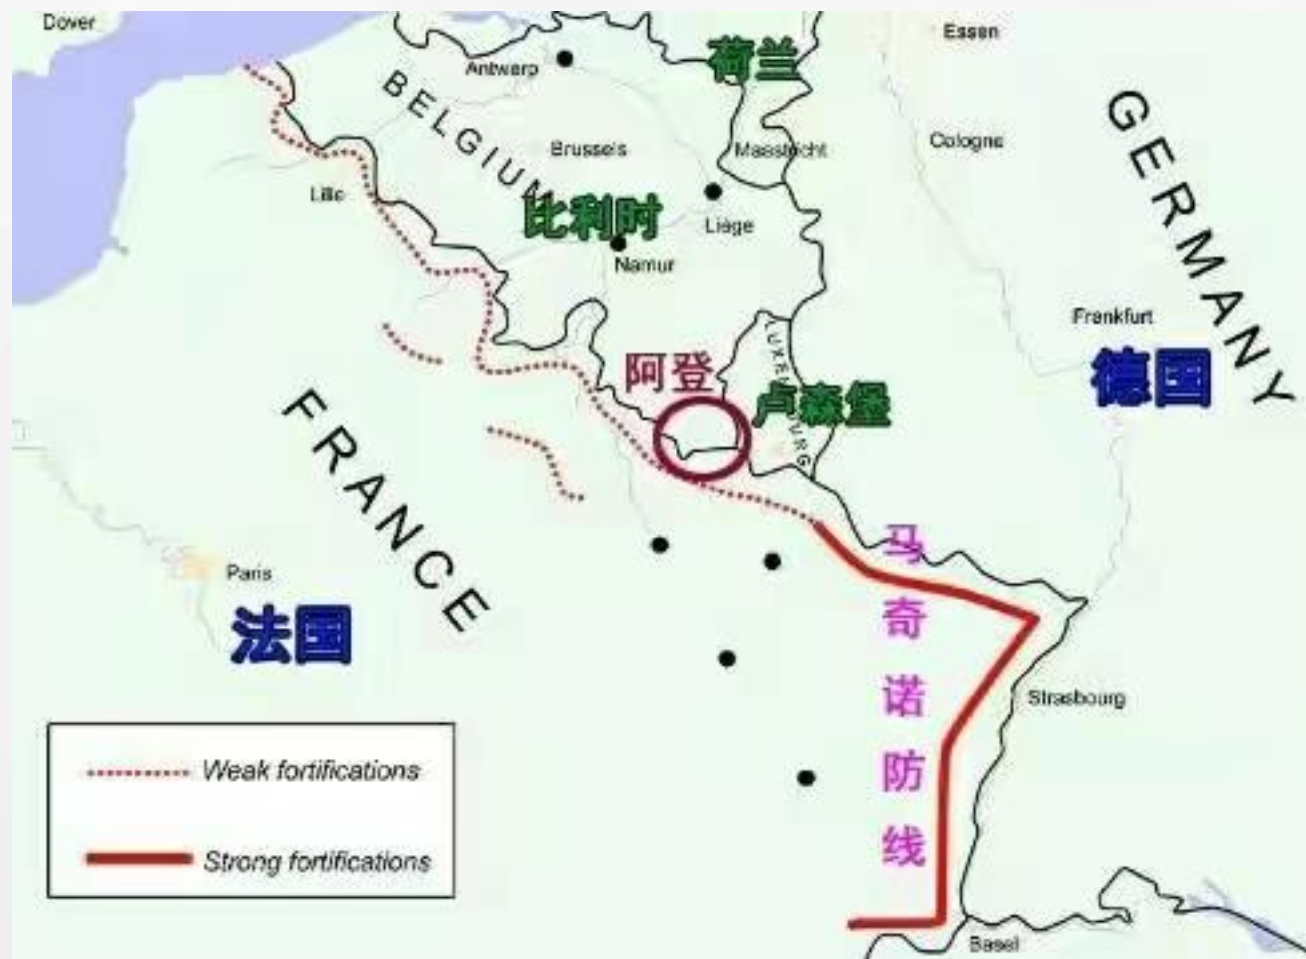 Dover
Essen
荷兰
Antwerp
BELGIUM
GERMANY
Cologne
Brussels
Maastricht
Lille
比利时
Liège
Namur
Frankfurt
LUXEMBOURG
阿登
德国
卢森堡
FRANCE
马奇诺防线
Paris
法国
Strasbourg
Weak fortifications
Strong fortifications
Basel